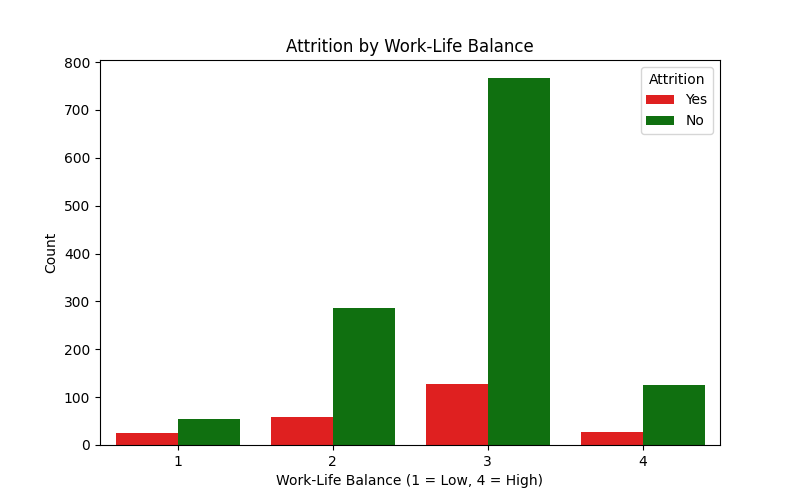 Attrition by Work-Life Balance
Attrition
Yes
No
800
700
600
500
400
300
200
100
0
Count
1 2 3 4
Work-Life Balance (1 = Low, 4 = High)